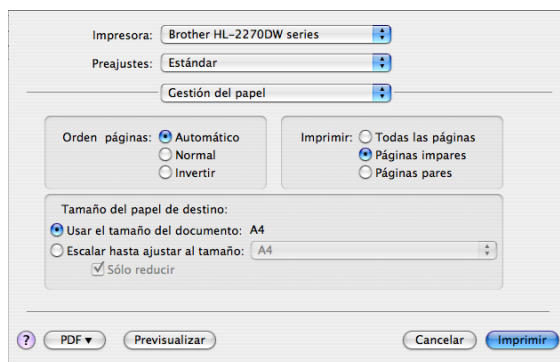 Impresora: Brother HL-2270DW series
Preajustes: Estándar
Gestión del papel
Orden páginas: Automático Imprimir: Todas las páginas
Normal Páginas impares
Invertir Páginas pares
Tamaño del papel de destino:
Usar el tamaño del documento: A4
Escalar hasta ajustar al tamaño: A4
Sólo reducir
? PDF Previsualizar Cancelar Imprimir